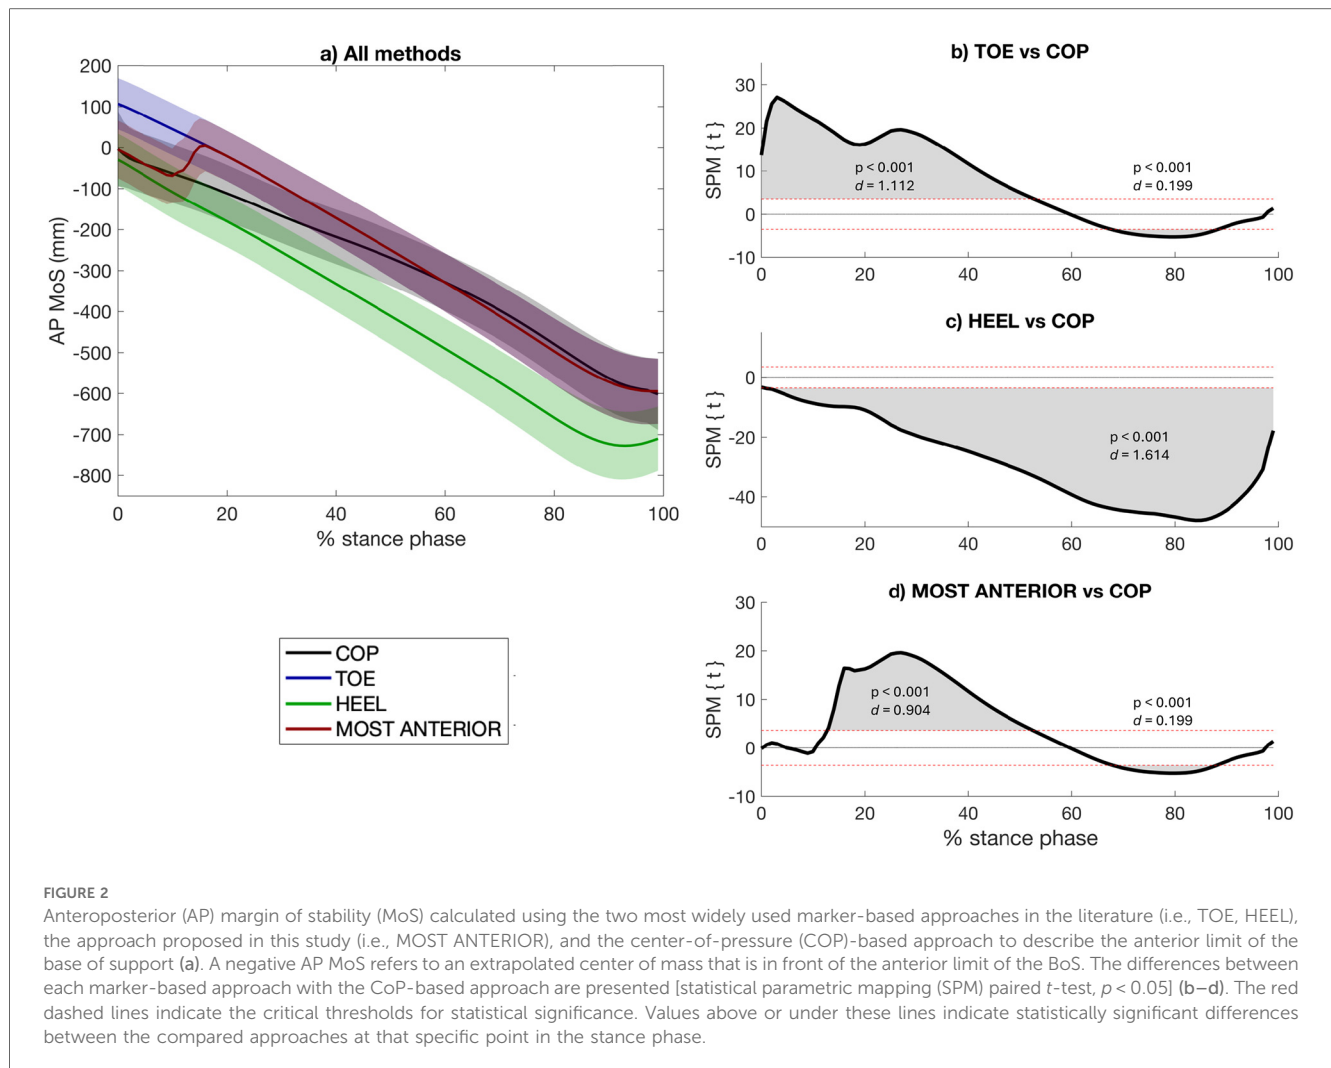 a) All methods
200
100
0
-100
-200
-300
-400
-500
-600
-700
-800
AP MoS (mm)
0 20 40 60 80 100
% stance phase
COP
TOE
HEEL
MOST ANTERIOR
b) TOE vs COP
30
20
10
0
-10
SPM { t }
p < 0.001
d = 1.112
p < 0.001
d = 0.199
0 20 40 60 80 100
c) HEEL vs COP
0
-20
-40
SPM { t }
p < 0.001
d = 1.614
0 20 40 60 80 100
d) MOST ANTERIOR vs COP
30
20
10
0
-10
SPM { t }
p < 0.001
d = 0.904
p < 0.001
d = 0.199
0 20 40 60 80 100
% stance phase
FIGURE 2
Anteroposterior (AP) margin of stability (MoS) calculated using the two most widely used marker-based approaches in the literature (i.e., TOE, HEEL),
the approach proposed in this study (i.e., MOST ANTERIOR), and the center-of-pressure (COP)-based approach to describe the anterior limit of the
base of support (a). A negative AP MoS refers to an extrapolated center of mass that is in front of the anterior limit of the BoS. The differences between
each marker-based approach with the CoP-based approach are presented [statistical parametric mapping (SPM) paired t-test, p < 0.05] (b–d). The red
dashed lines indicate the critical thresholds for statistical significance. Values above or under these lines indicate statistically significant differences
between the compared approaches at that specific point in the stance phase.